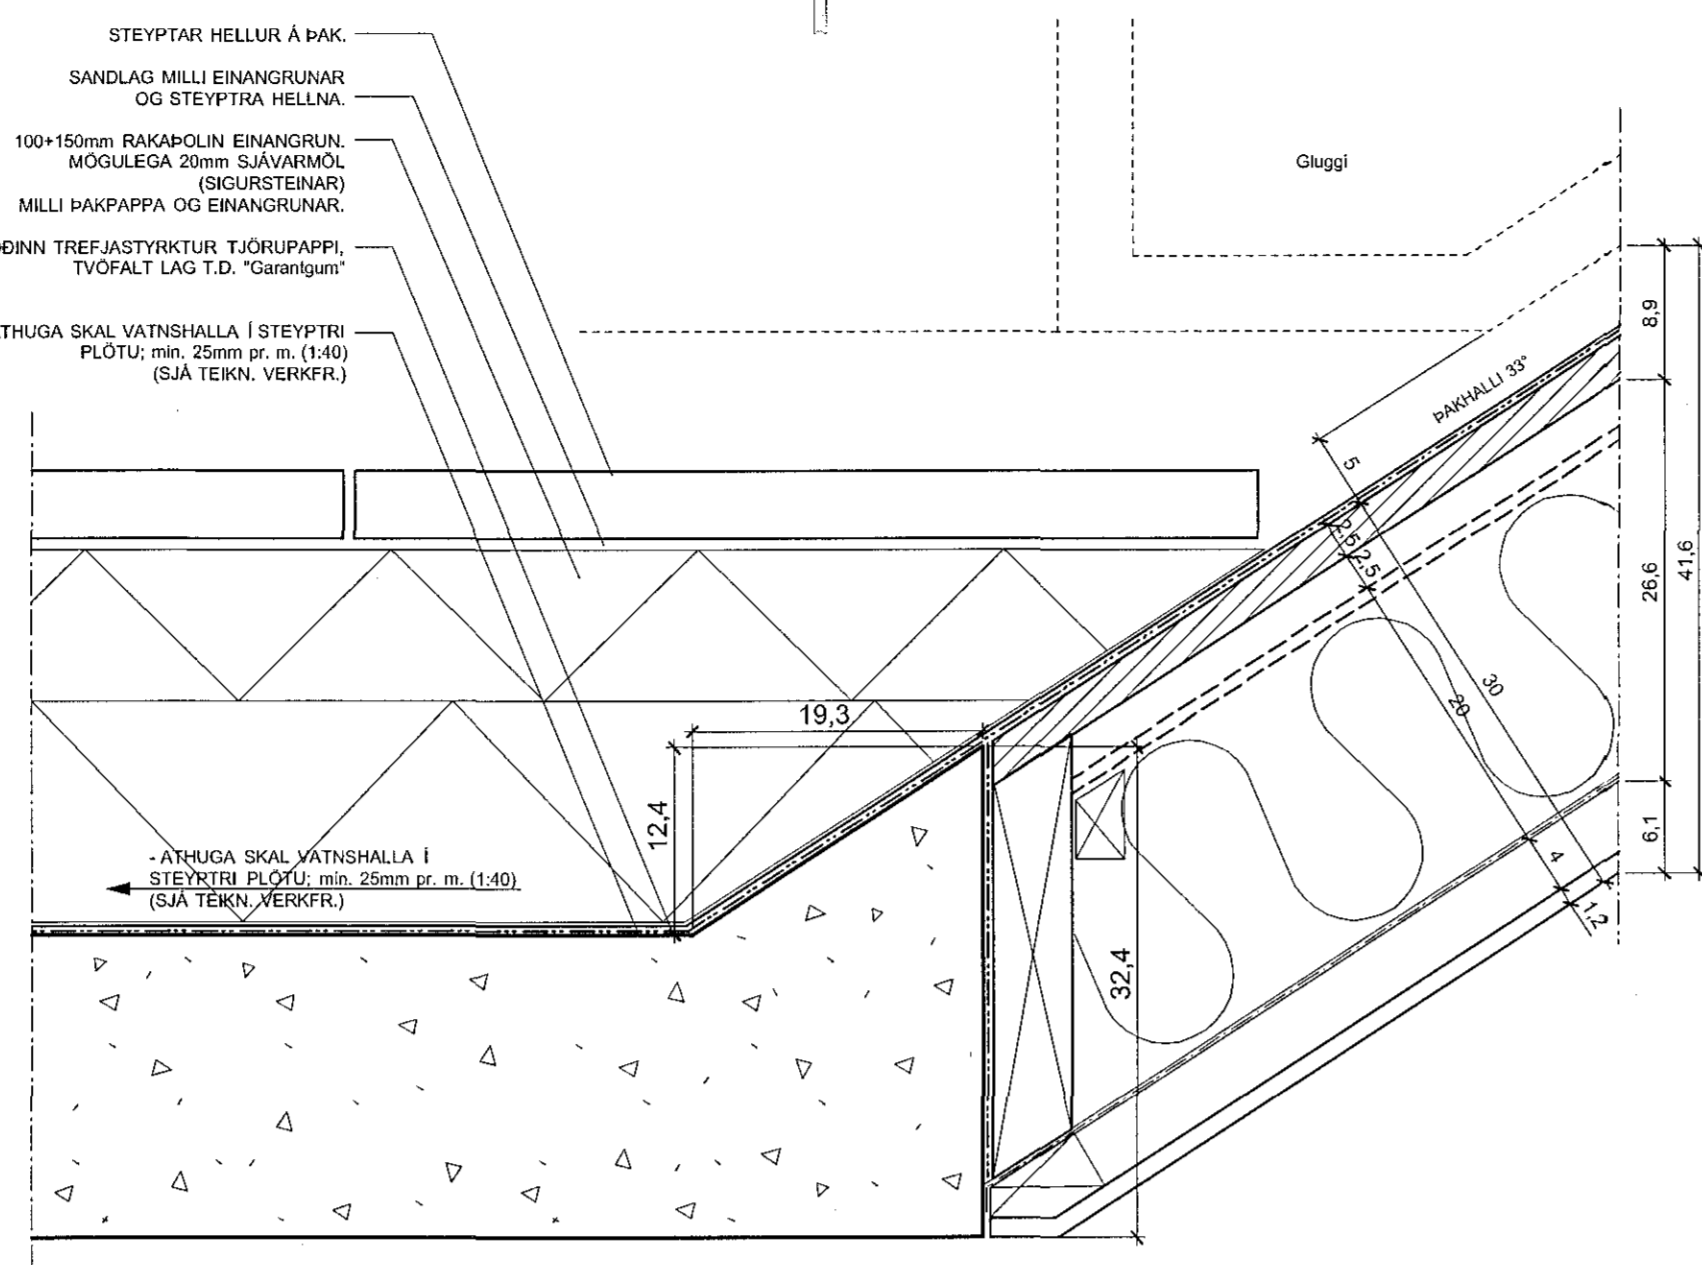 STEYPTAR HELLUR Á ÞAK.
SANDLAG MILLI EINANGRUNAR
OG STEYPTRA HELLNA.
100+150mm RAKAÞOLIN EINANGRUN.
MÖGULEGA 20mm SJÁVARMÖL
(SIGURSTEINAR)
MILLI ÞAKPAPPA OG EINANGRUNAR.
ÐINN TREFJASTYRKTUR TJÖRUPAPPI,
TVÖFALT LAG T.D. "Garantgum"
ATHUGA SKAL VATNSHALLA Í STEYPTRI
PLÖTU; min. 25mm pr. m. (1:40)
(SJÁ TEIKN. VERKFR.)
Gluggi
ÞAKHALLI 33°
8,9
26,6
41,6
6,1
5
2,5
2,5
30
20
4
1,2
19,3
12,4
32,4
- ATHUGA SKAL VATNSHALLA Í
STEYPTRI PLÖTU; min. 25mm pr. m. (1:40)
(SJÁ TEIKN. VERKFR.)